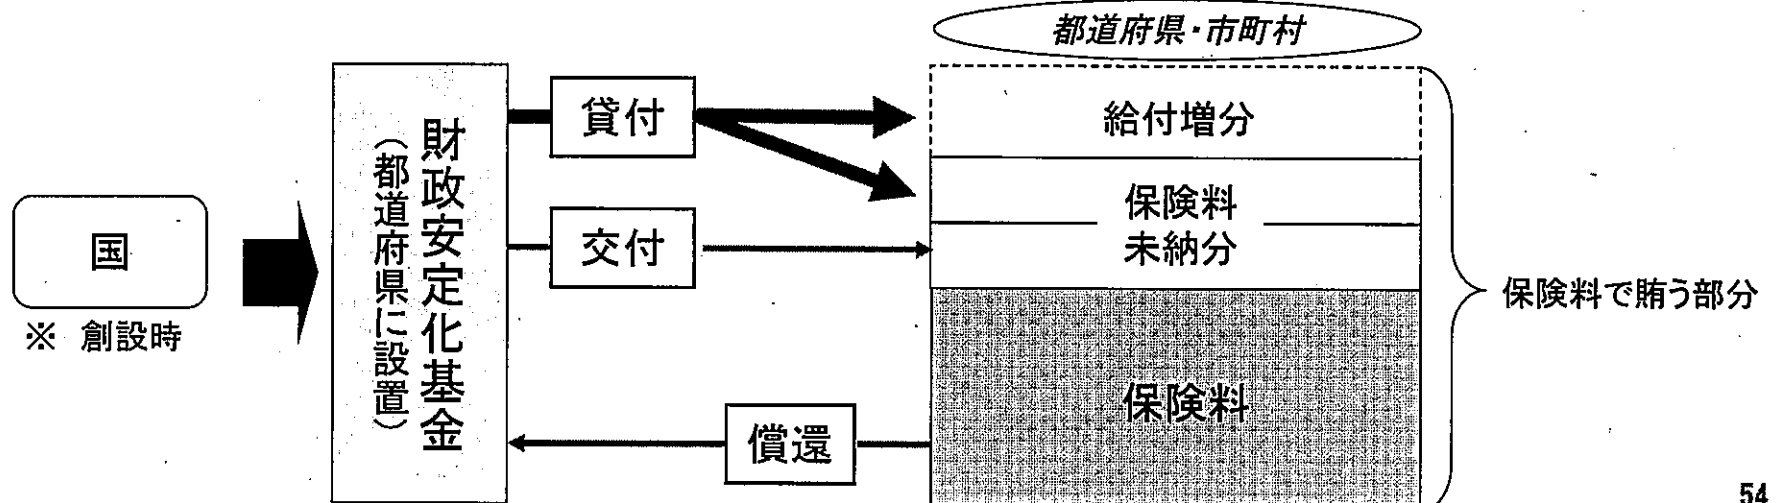 都道府県・市町村
国
※ 創設時
財政安定化基金
（都道府県に設置）
貸付
交付
償還
給付増分
保険料
未納分
保険料
保険料で賄う部分
54